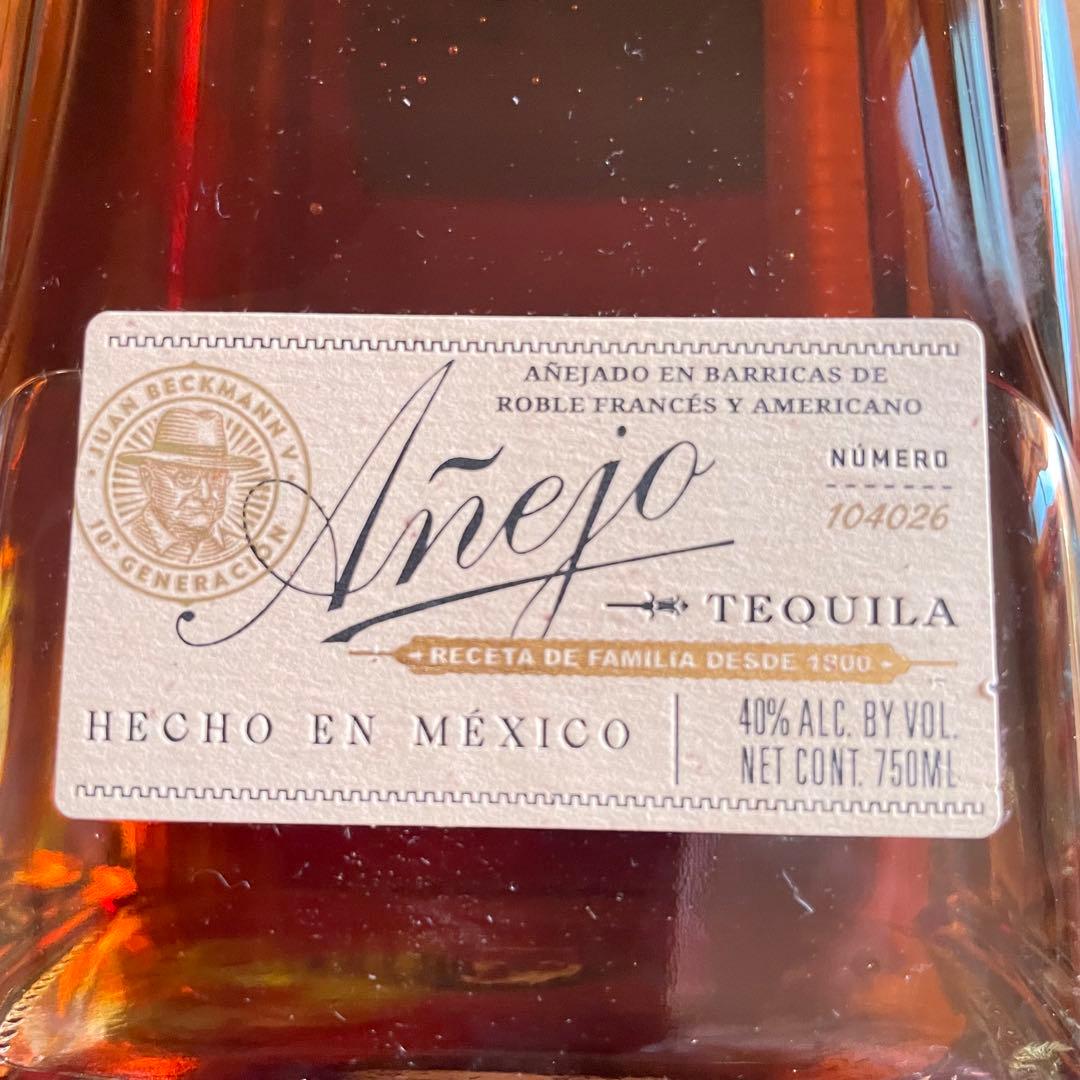 AÑEJADO EN BARRICAS DE
ROBLE FRANCÉS Y AMERICANO
· JUAN BECKMANN V ·
10ª GENERACIÓN
Añejo
NÚMERO
104026
TEQUILA
RECETA DE FAMILIA DESDE 1800
HECHO EN MÉXICO
40% ALC. BY VOL.
NET CONT. 750ML